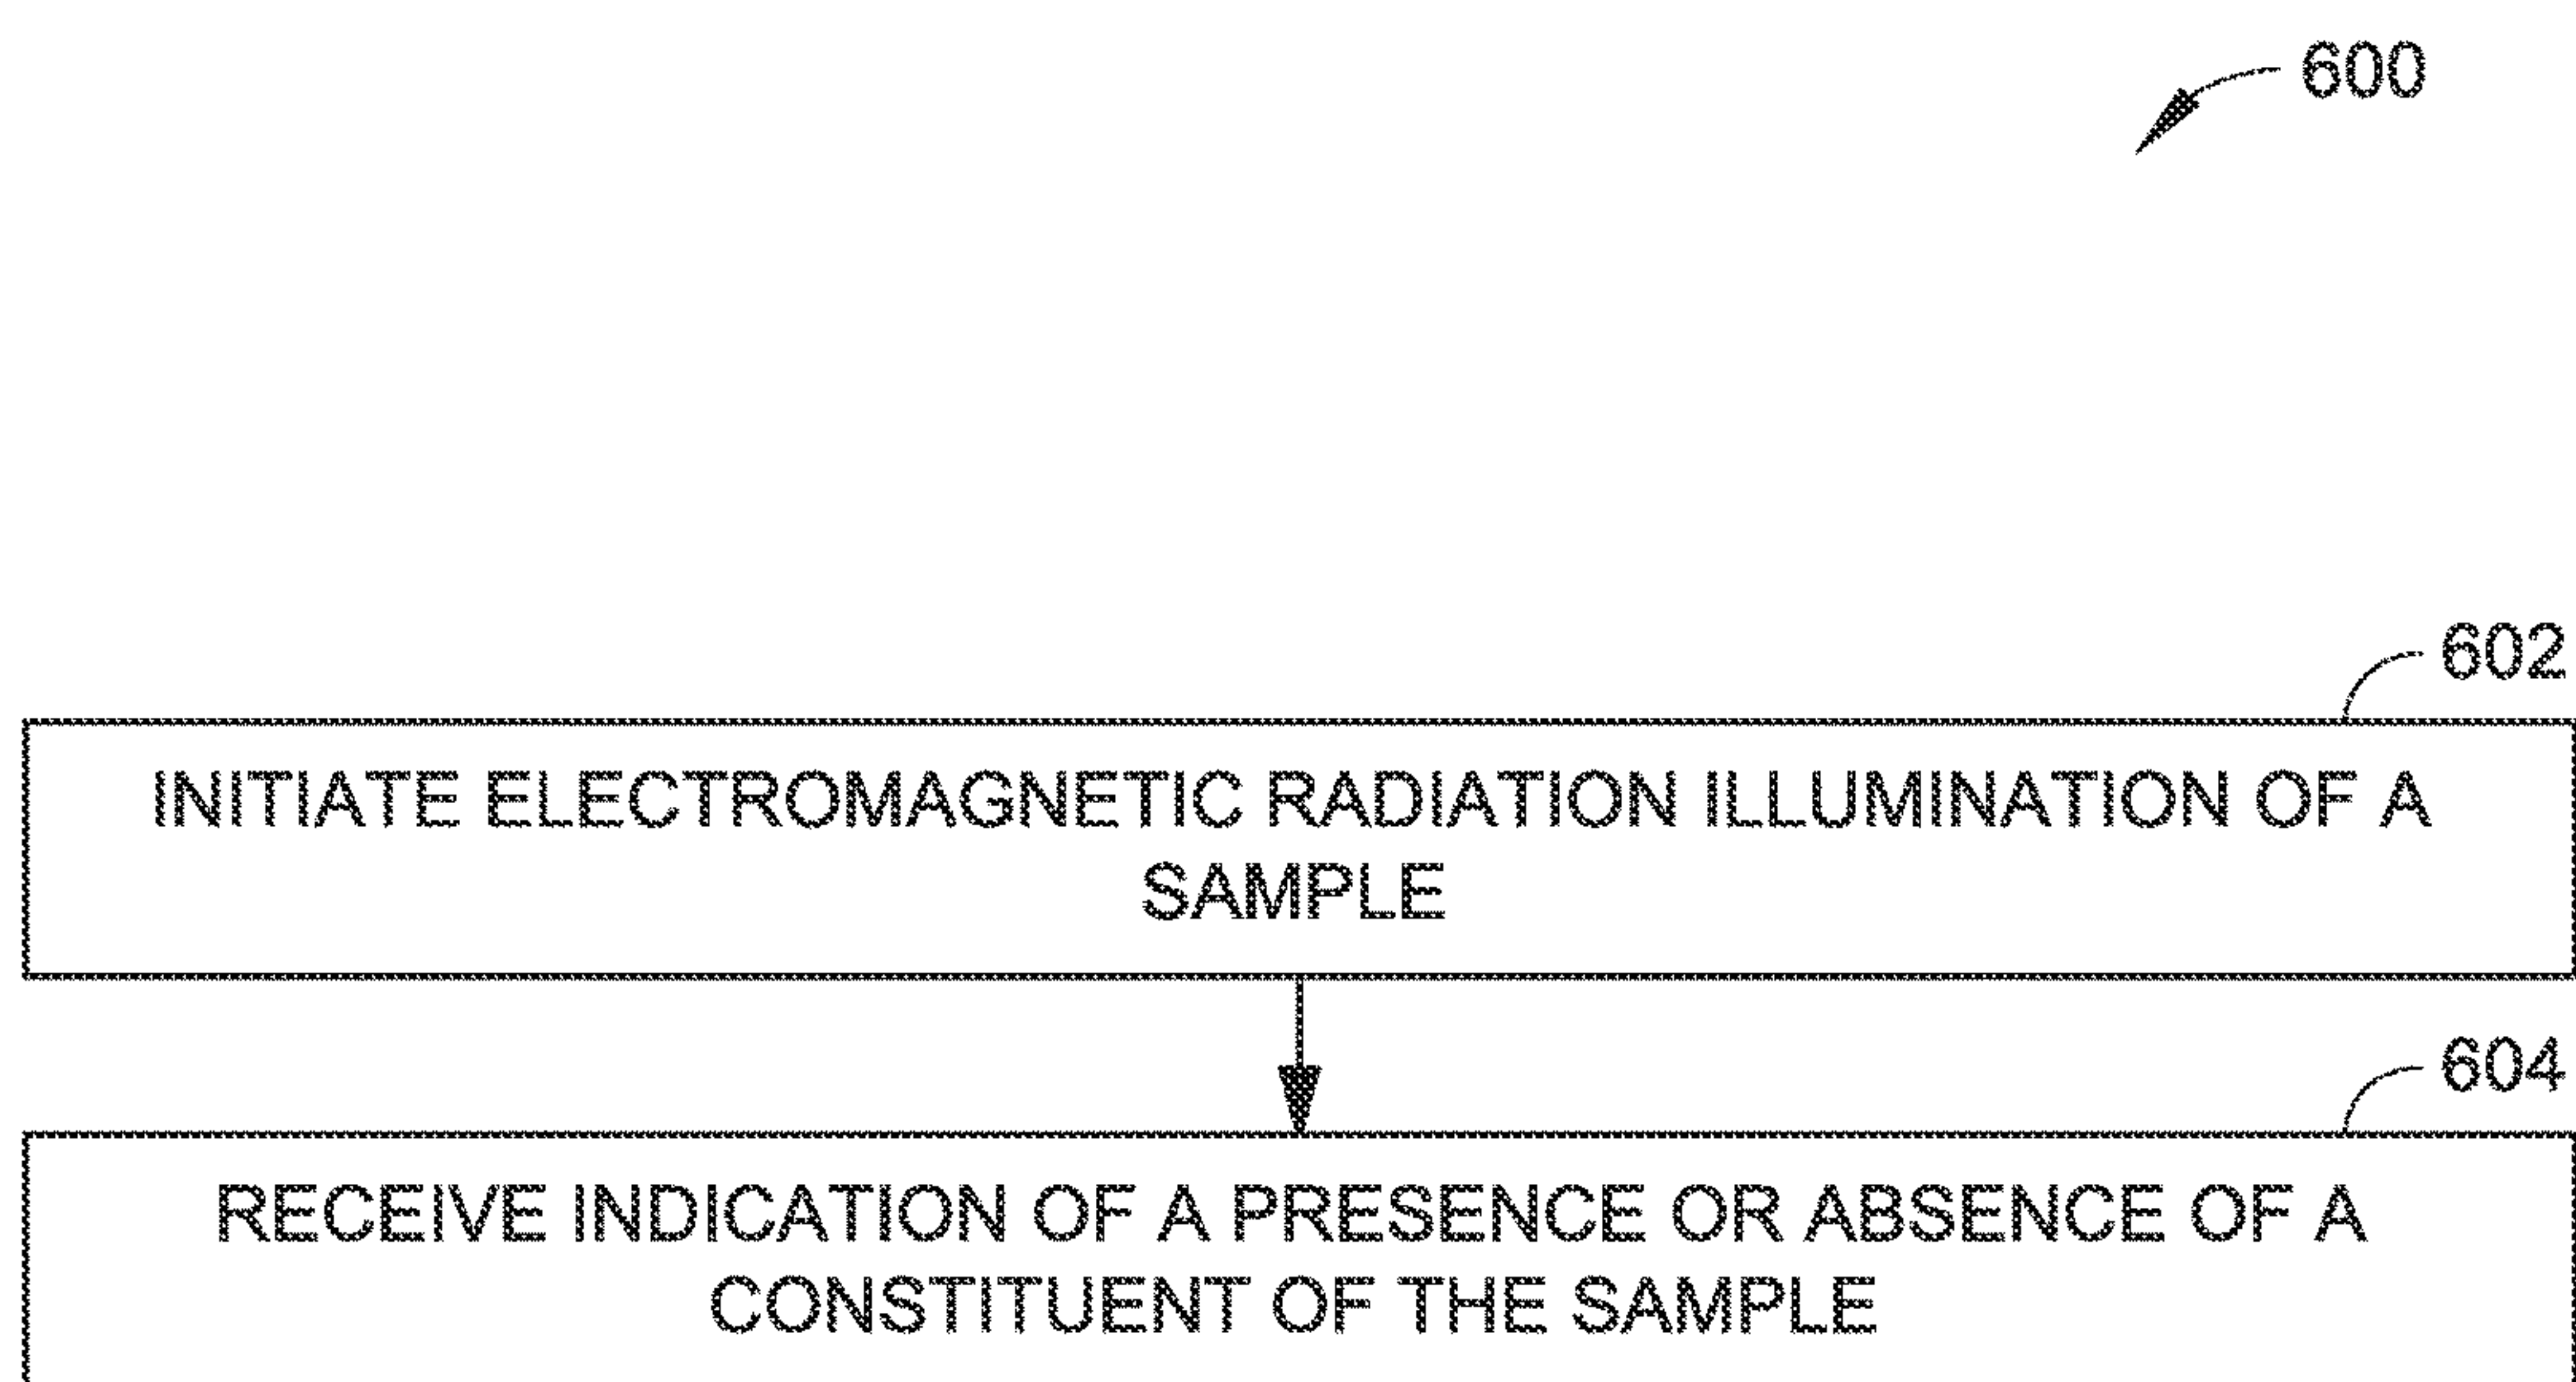 600
602
INITIATE ELECTROMAGNETIC RADIATION ILLUMINATION OF A
SAMPLE
604
RECEIVE INDICATION OF A PRESENCE OR ABSENCE OF A
CONSTITUENT OF THE SAMPLE